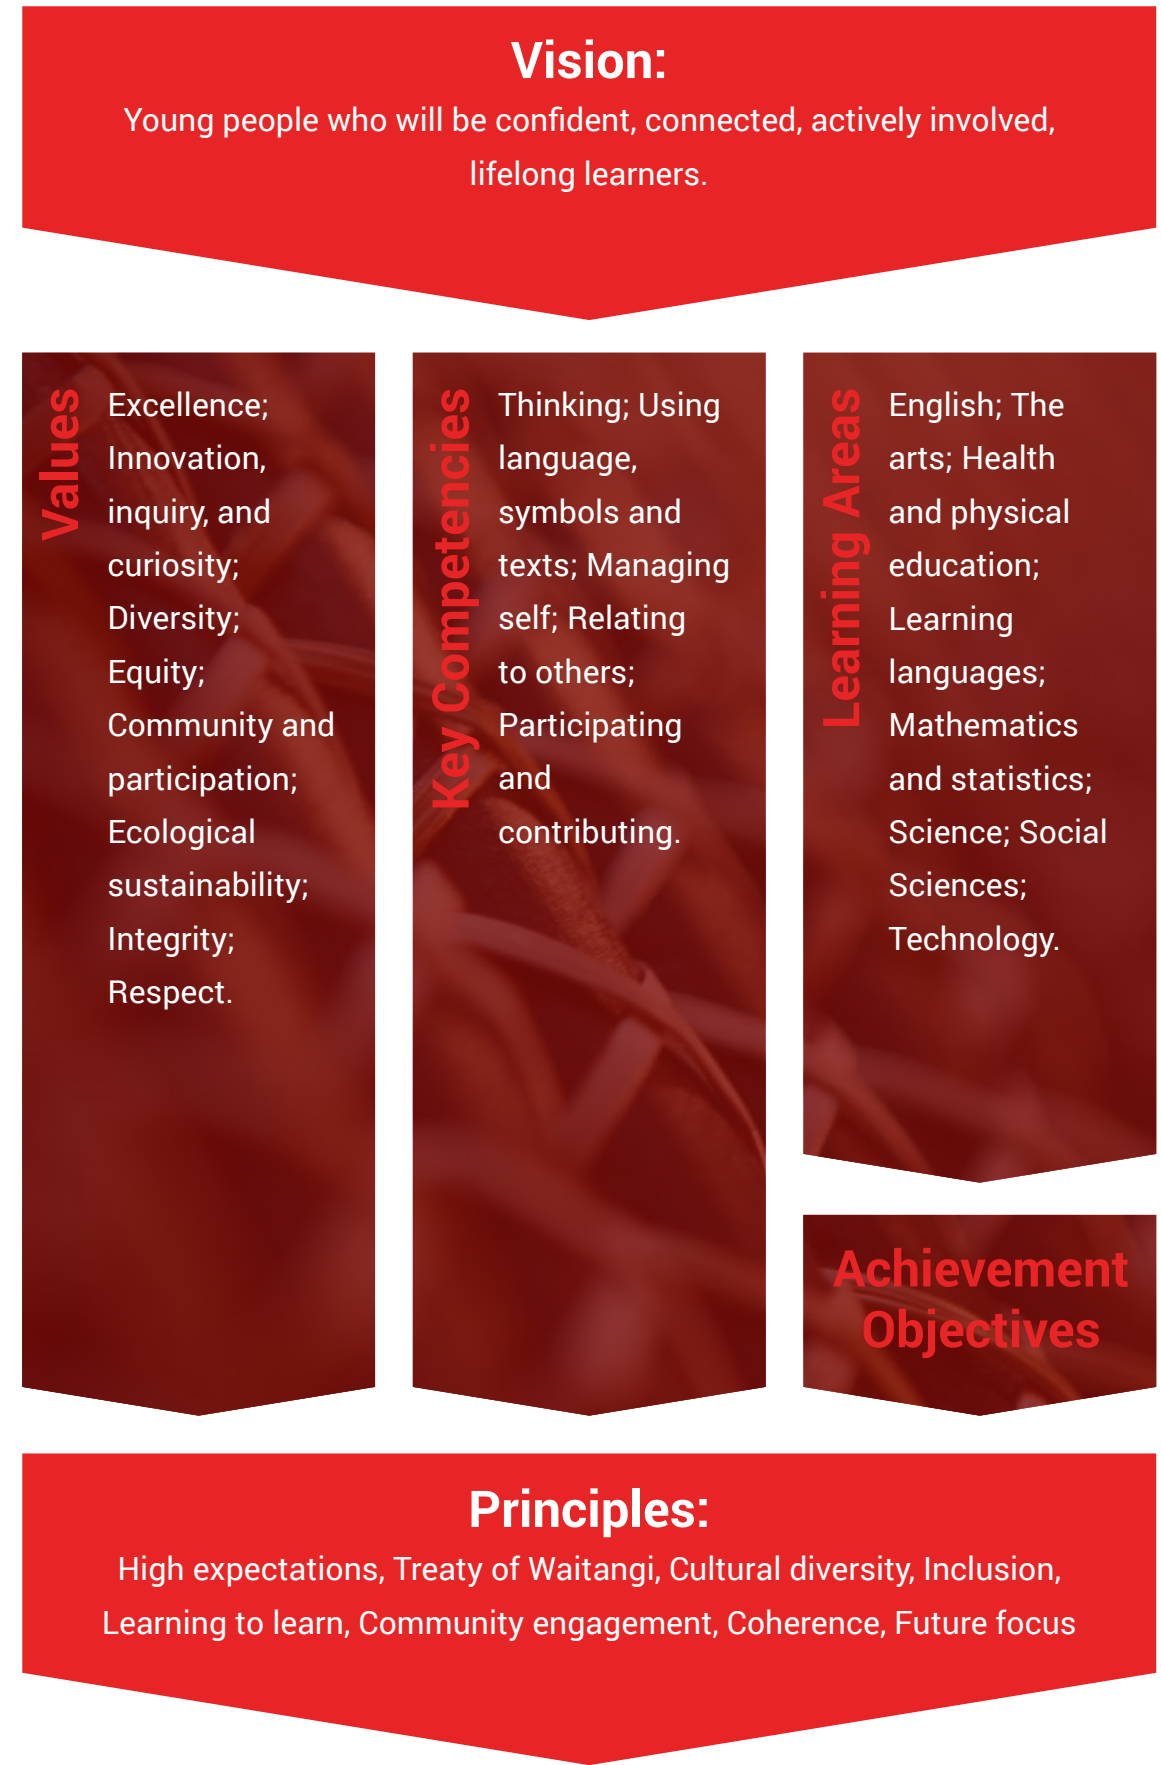 Vision:
Young people who will be confident, connected, actively involved,
lifelong learners.
Values
Excellence;
Innovation,
inquiry, and
curiosity;
Diversity;
Equity;
Community and
participation;
Ecological
sustainability;
Integrity;
Respect.
Key Competencies
Thinking; Using
language,
symbols and
texts; Managing
self; Relating
to others;
Participating
and
contributing.
Learning Areas
English; The
arts; Health
and physical
education;
Learning
languages;
Mathematics
and statistics;
Science; Social
Sciences;
Technology.
Achievement
Objectives
Principles:
High expectations, Treaty of Waitangi, Cultural diversity, Inclusion,
Learning to learn, Community engagement, Coherence, Future focus